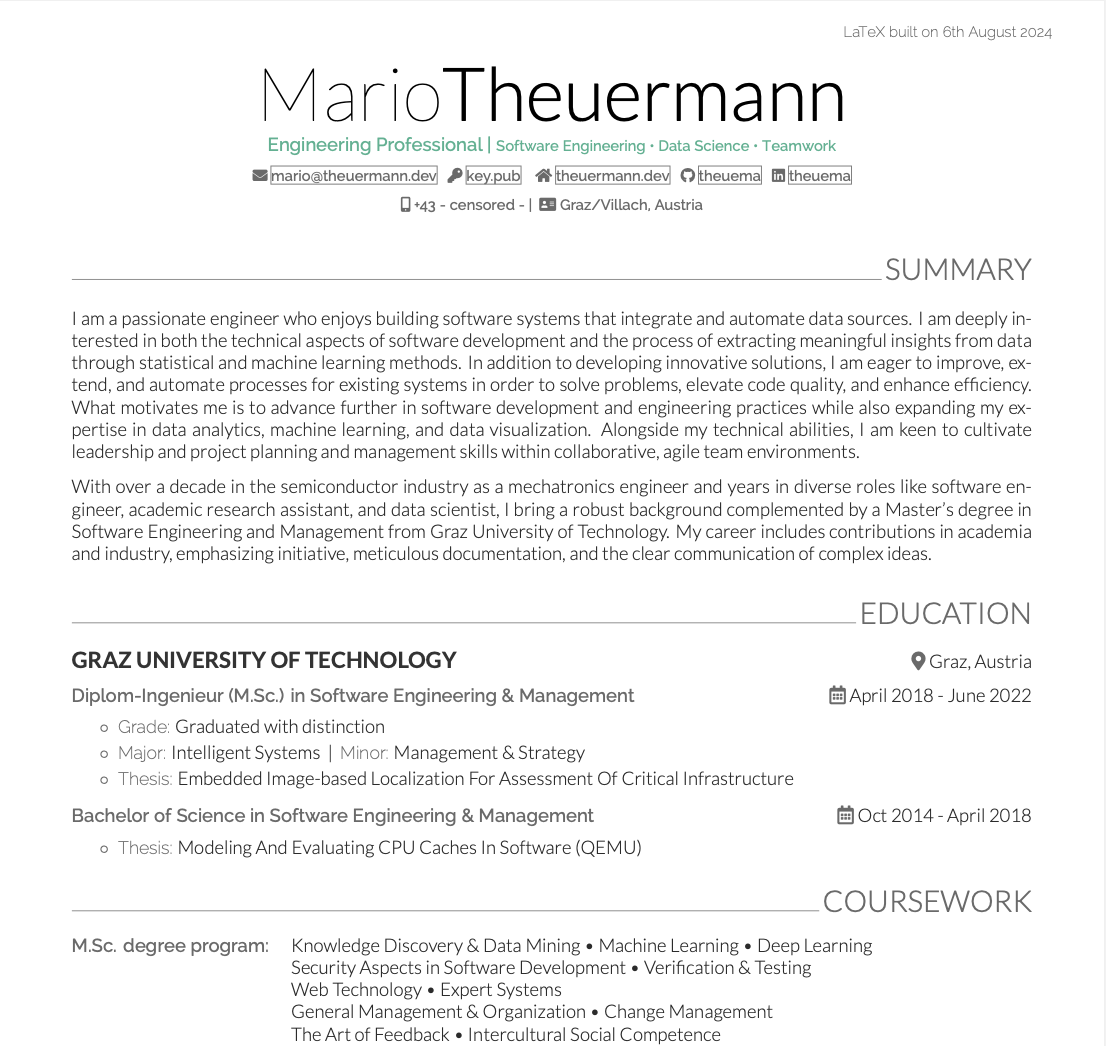 LaTeX built on 6th August 2024
MarioTheuermann
Engineering Professional | Software Engineering • Data Science • Teamwork
mario@theuermann.dev key.pub theuermann.dev theuema theuema
+43 - censored - | Graz/Villach, Austria
SUMMARY
I am a passionate engineer who enjoys building software systems that integrate and automate data sources. I am deeply in-
terested in both the technical aspects of software development and the process of extracting meaningful insights from data
through statistical and machine learning methods. In addition to developing innovative solutions, I am eager to improve, ex-
tend, and automate processes for existing systems in order to solve problems, elevate code quality, and enhance efficiency.
What motivates me is to advance further in software development and engineering practices while also expanding my ex-
pertise in data analytics, machine learning, and data visualization. Alongside my technical abilities, I am keen to cultivate
leadership and project planning and management skills within collaborative, agile team environments.
With over a decade in the semiconductor industry as a mechatronics engineer and years in diverse roles like software en-
gineer, academic research assistant, and data scientist, I bring a robust background complemented by a Master's degree in
Software Engineering and Management from Graz University of Technology. My career includes contributions in academia
and industry, emphasizing initiative, meticulous documentation, and the clear communication of complex ideas.
EDUCATION
GRAZ UNIVERSITY OF TECHNOLOGY Graz, Austria
Diplom-Ingenieur (M.Sc.) in Software Engineering & Management April 2018 - June 2022
◦ Grade: Graduated with distinction
◦ Major: Intelligent Systems | Minor: Management & Strategy
◦ Thesis: Embedded Image-based Localization For Assessment Of Critical Infrastructure
Bachelor of Science in Software Engineering & Management Oct 2014 - April 2018
◦ Thesis: Modeling And Evaluating CPU Caches In Software (QEMU)
COURSEWORK
M.Sc. degree program: Knowledge Discovery & Data Mining • Machine Learning • Deep Learning
Security Aspects in Software Development • Verification & Testing
Web Technology • Expert Systems
General Management & Organization • Change Management
The Art of Feedback • Intercultural Social Competence